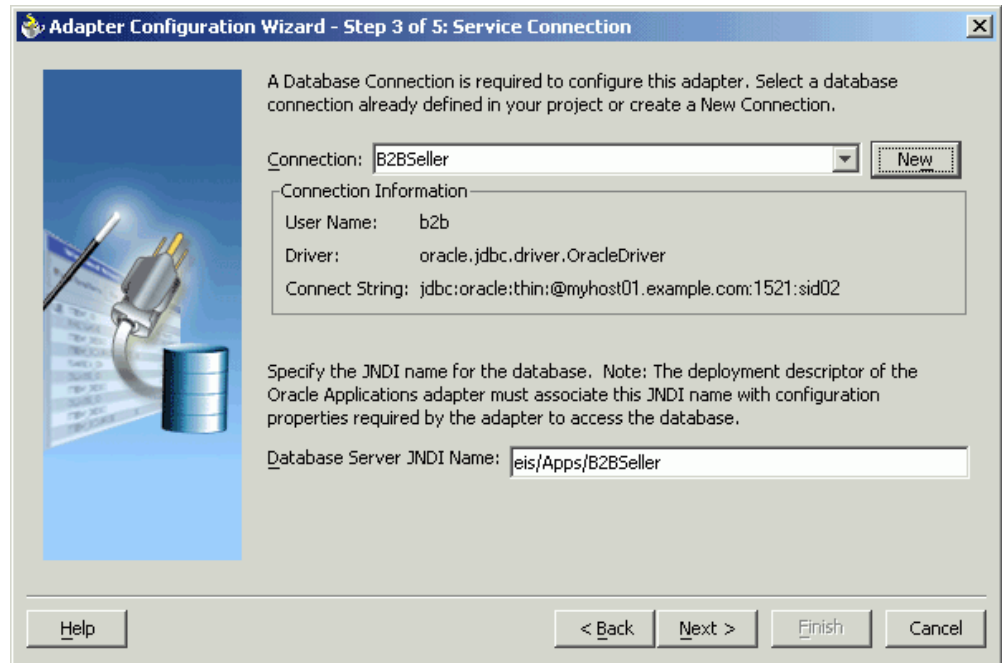 Adapter Configuration Wizard - Step 3 of 5: Service Connection
A Database Connection is required to configure this adapter. Select a database
connection already defined in your project or create a New Connection.
Connection: B2BSeller New
Connection Information
User Name: b2b
Driver: oracle.jdbc.driver.OracleDriver
Connect String: jdbc:oracle:thin:@myhost01.example.com:1521:sid02
Specify the JNDI name for the database. Note: The deployment descriptor of the
Oracle Applications adapter must associate this JNDI name with configuration
properties required by the adapter to access the database.
Database Server JNDI Name: eis/Apps/B2BSeller
Help < Back Next > Finish Cancel